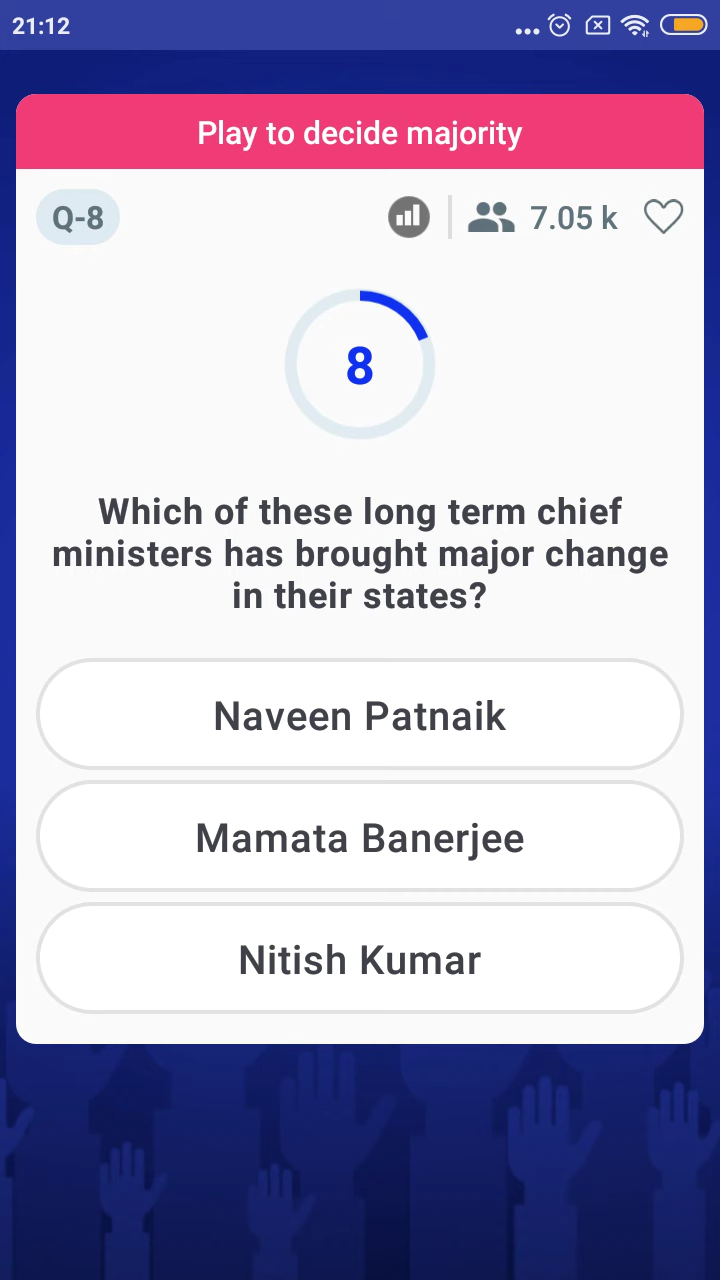 21:12
Play to decide majority
Q-8
7.05 k
8
Which of these long term chief
ministers has brought major change
in their states?
Naveen Patnaik
Mamata Banerjee
Nitish Kumar